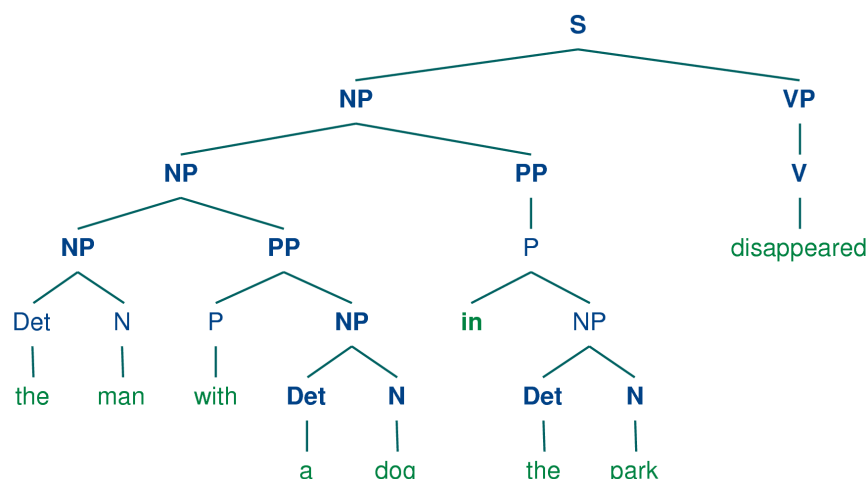 S
NP VP
NP PP V
NP PP P disappeared
Det N P NP in NP
the man with Det N Det N
a dog the park